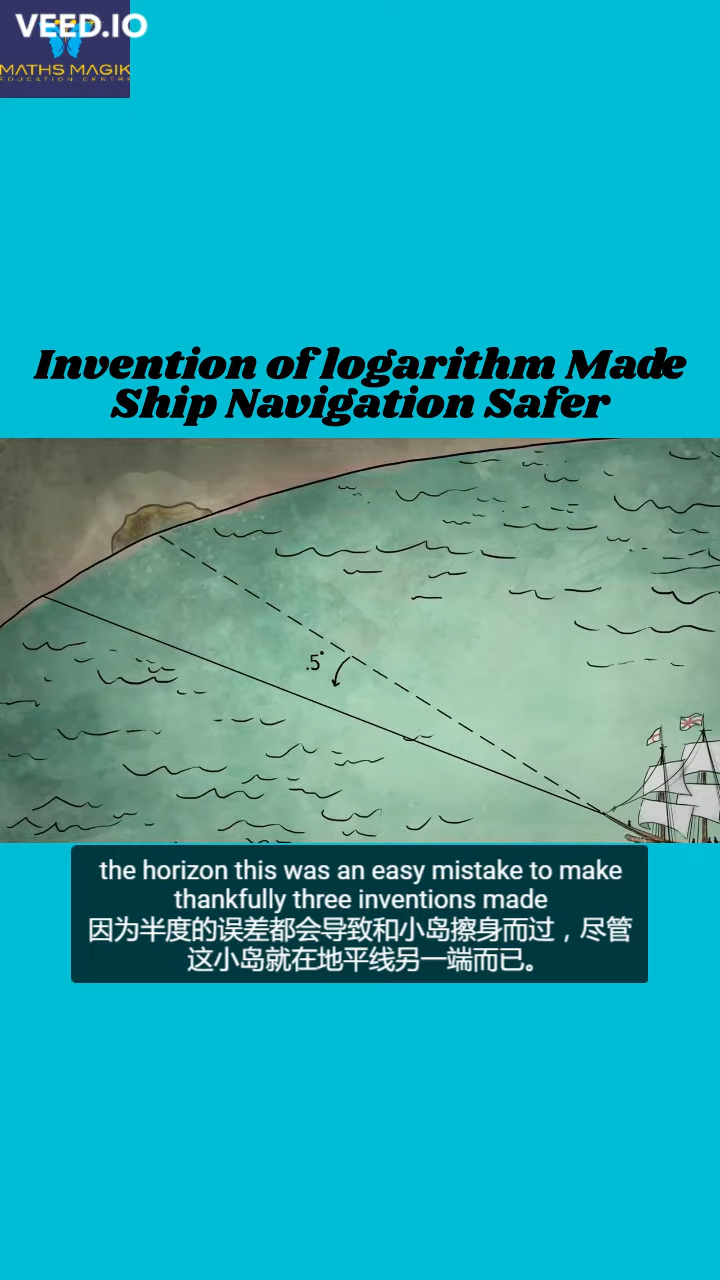 VEED.IO
MATHS MAGIK
EDUCATION CENTRE
Invention of logarithm Made
Ship Navigation Safer
.5°
the horizon this was an easy mistake to make
thankfully three inventions made
因为半度的误差都会导致和小岛擦身而过，尽管
这小岛就在地平线另一端而已。